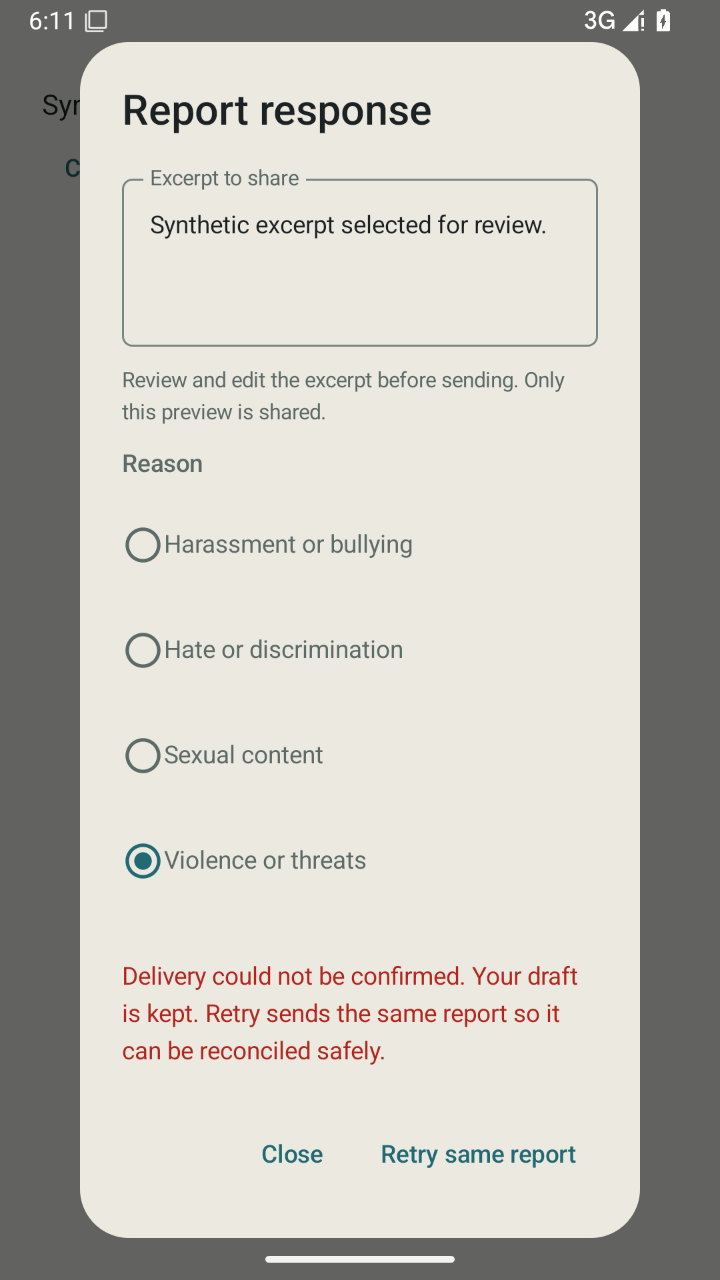 6:11
3G
Syn
C
Report response
Excerpt to share
Synthetic excerpt selected for review.
Review and edit the excerpt before sending. Only
this preview is shared.
Reason
Harassment or bullying
Hate or discrimination
Sexual content
Violence or threats
Delivery could not be confirmed. Your draft
is kept. Retry sends the same report so it
can be reconciled safely.
Close
Retry same report